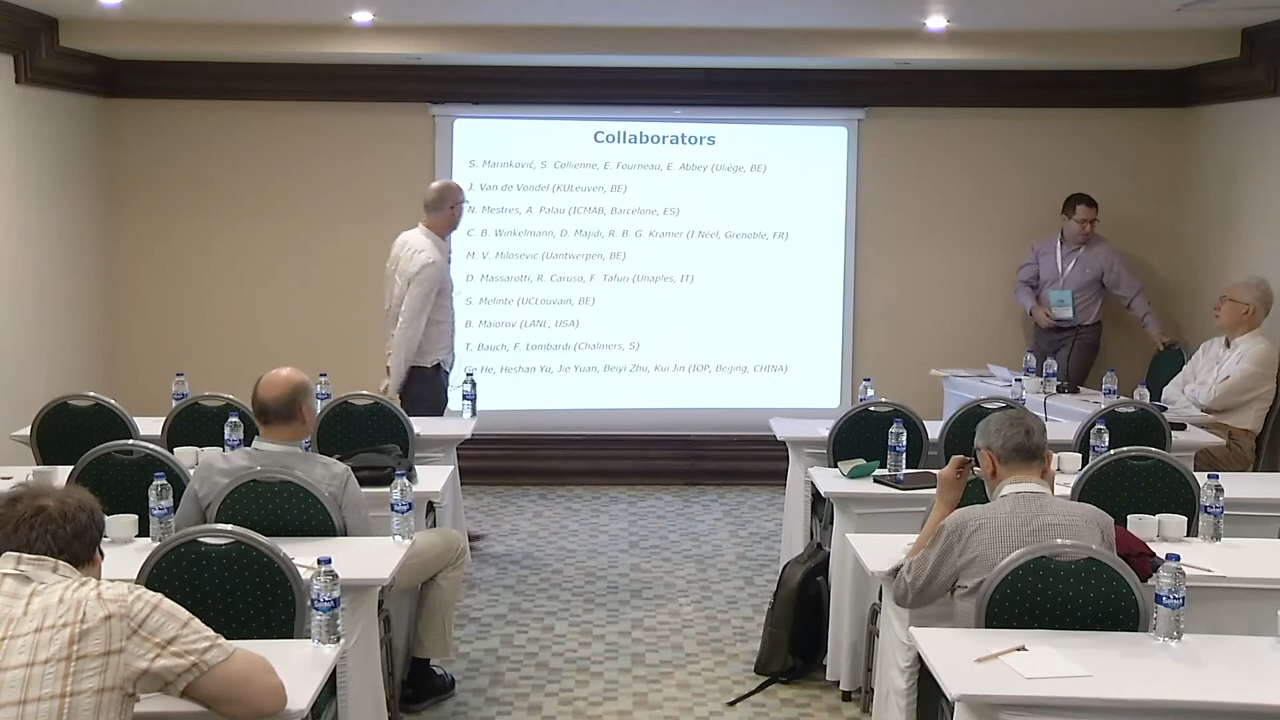 Collaborators
S. Marinković, S. Collienne, E. Fourneau, E. Abbey (Uliège, BE)
J. Van de Vondel (KULeuven, BE)
N. Mestres, A. Palau (ICMAB, Barcelone, ES)
C. B. Winkelmann, D. Majidi, R. B. G. Kramer (I.Néel, Grenoble, FR)
M. V. Milosevic (Uantwerpen, BE)
D. Massarotti, R. Caruso, F. Tafuri (Unaples, IT)
S. Melinte (UCLouvain, BE)
B. Maiorov (LANL, USA)
T. Bauch, F. Lombardi (Chalmers, S)
Ge He, Heshan Yu, Jie Yuan, Beiyi Zhu, Kui Jin (IOP, Beijing, CHINA)
SIRMA